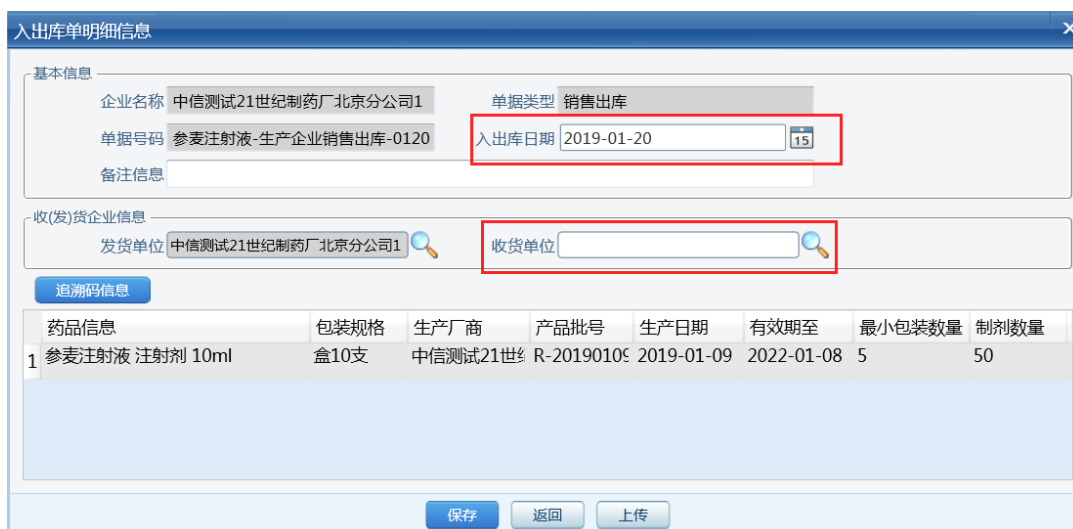 入出库单明细信息
基本信息
企业名称 中信测试21世纪制药厂北京分公司1 单据类型 销售出库
单据号码 参麦注射液-生产企业销售出库-0120 入出库日期 2019-01-20 15
备注信息
收(发)货企业信息
发货单位 中信测试21世纪制药厂北京分公司1 收货单位
追溯码信息
药品信息 包装规格 生产厂商 产品批号 生产日期 有效期至 最小包装数量 制剂数量
1 参麦注射液 注射剂 10ml 盒10支 中信测试21世 R-20190109 2019-01-09 2022-01-08 5 50
保存 返回 上传